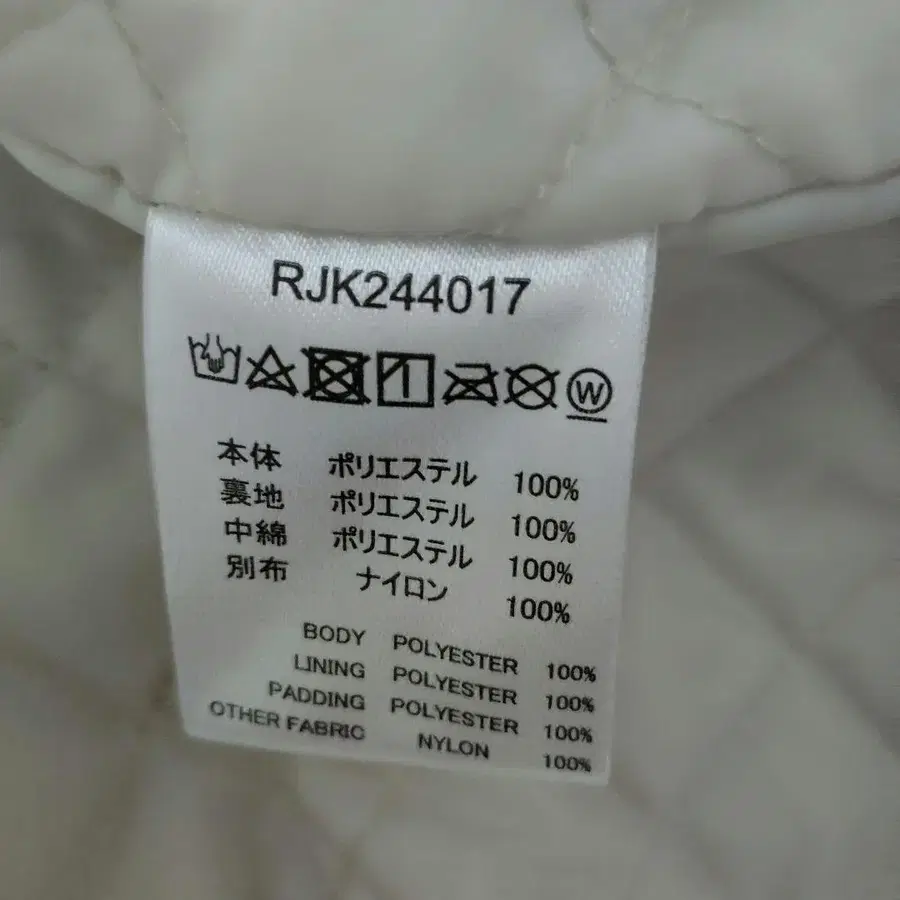 RJK244017
W
本体 ポリエステル 100%
裏地 ポリエステル 100%
中綿 ポリエステル 100%
別布 ナイロン 100%
BODY POLYESTER 100%
LINING POLYESTER 100%
PADDING POLYESTER 100%
OTHER FABRIC NYLON 100%